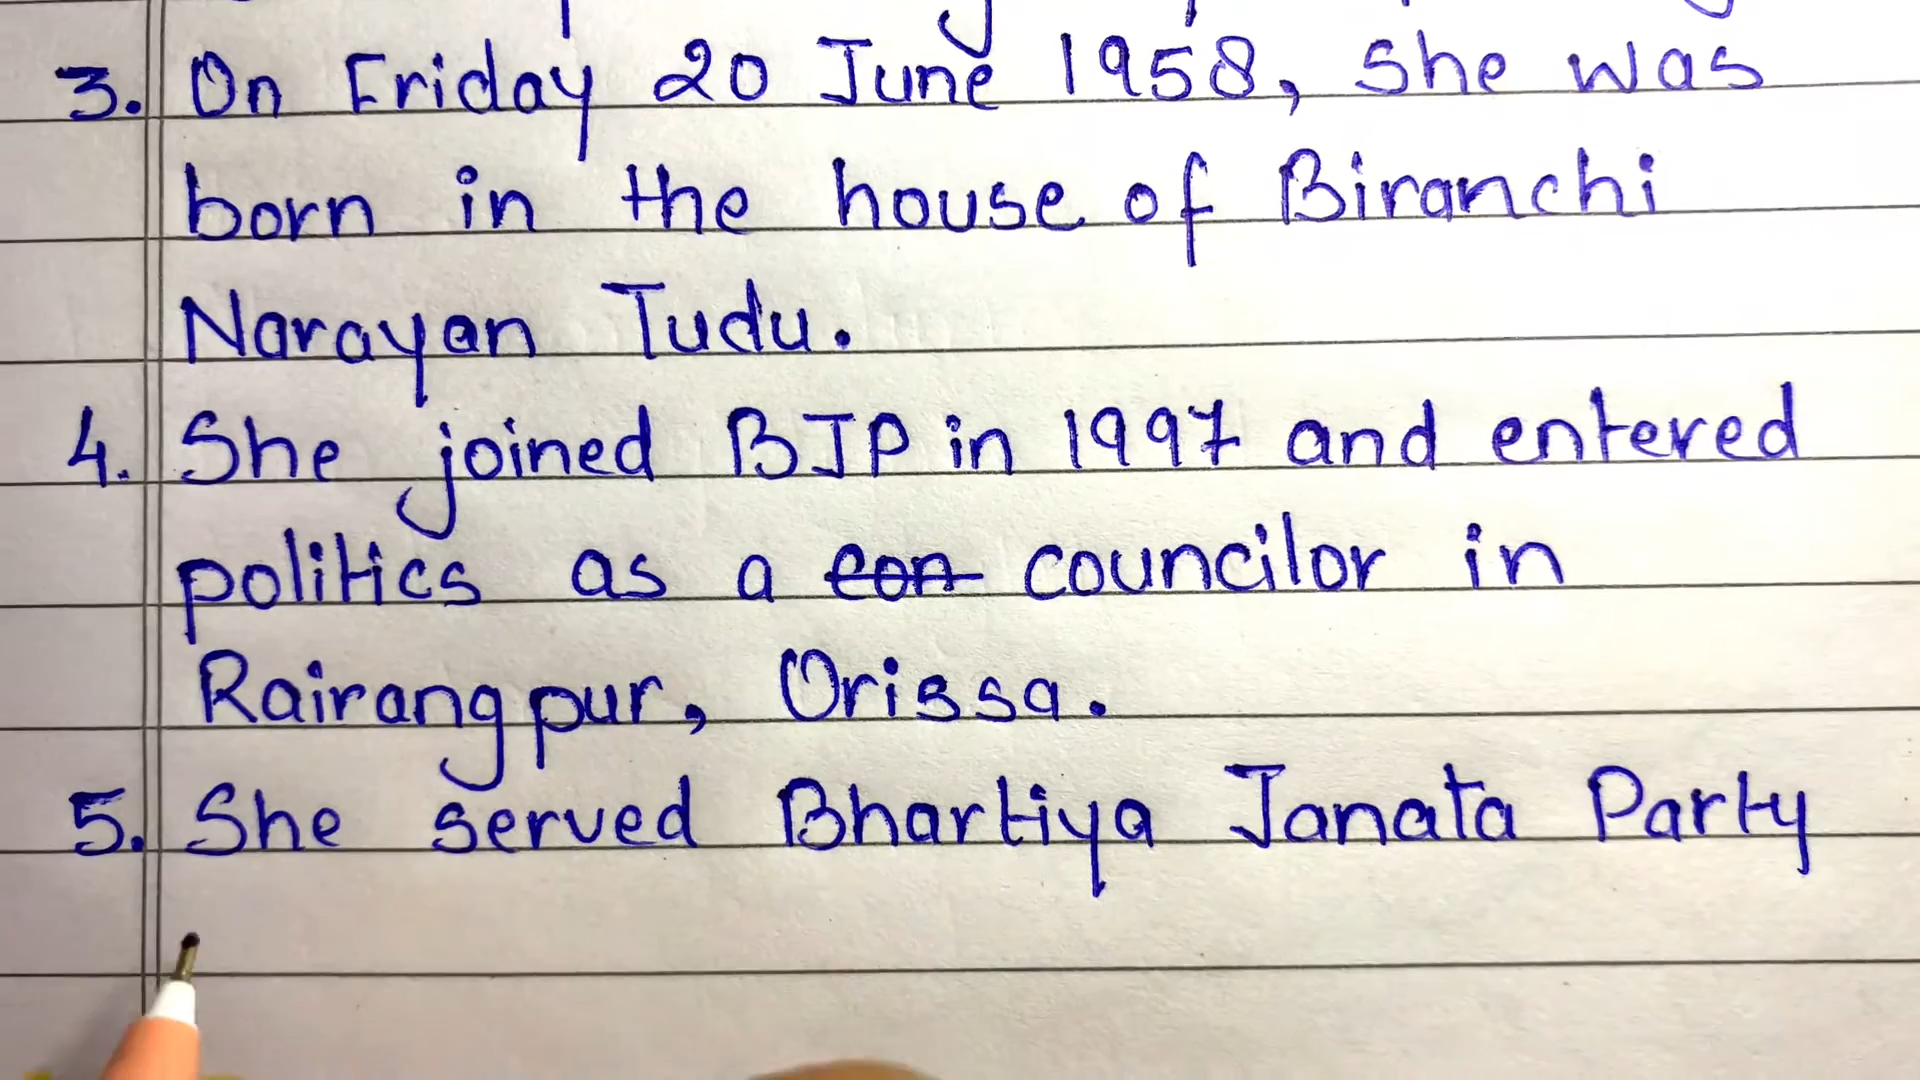 3. On Friday 20 June 1958, she was
born in the house of Biranchi
Narayan Tudu.
4. She joined BJP in 1997 and entered
politics as a ~~con~~ councilor in
Rairangpur, Orissa.
5. She served Bhartiya Janata Party